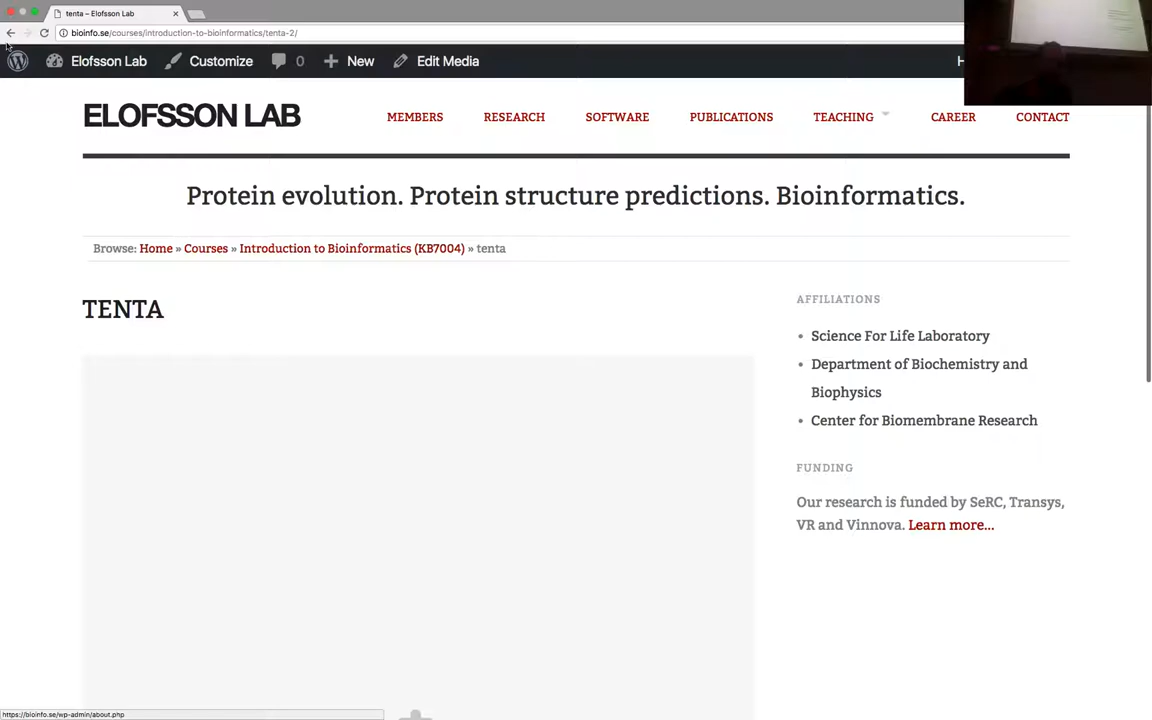 tenta – Elofsson Lab
bioinfo.se/courses/introduction-to-bioinformatics/tenta-2/
Elofsson Lab Customize 0 New Edit Media H
ELOFSSON LAB
MEMBERS RESEARCH SOFTWARE PUBLICATIONS TEACHING CAREER CONTACT
Protein evolution. Protein structure predictions. Bioinformatics.
Browse: Home » Courses » Introduction to Bioinformatics (KB7004) » tenta
TENTA
AFFILIATIONS
• Science For Life Laboratory
• Department of Biochemistry and
Biophysics
• Center for Biomembrane Research
FUNDING
Our research is funded by SeRC, Transys,
VR and Vinnova. Learn more...
https://bioinfo.se/wp-admin/about.php